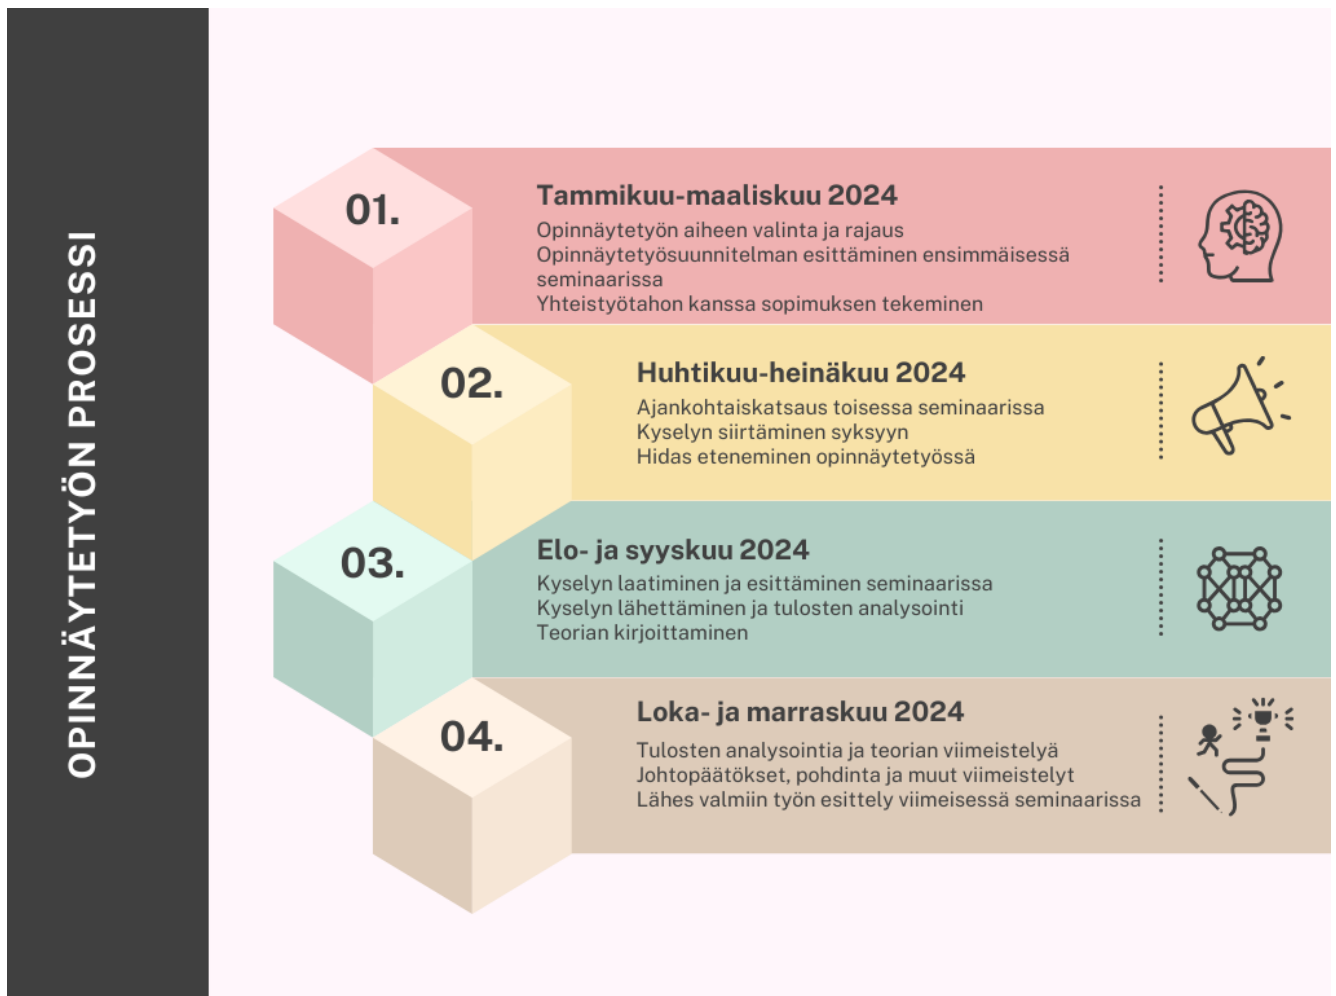 OPINNÄYTETYÖN PROSESSI
01.
Tammikuu-maaliskuu 2024
Opinnäytetyön aiheen valinta ja rajaus
Opinnäytetyösuunnitelman esittäminen ensimmäisessä
seminaarissa
Yhteistyötahon kanssa sopimuksen tekeminen
02.
Huhtikuu-heinäkuu 2024
Ajankohtaiskatsaus toisessa seminaarissa
Kyselyn siirtäminen syksyyn
Hidas eteneminen opinnäytetyössä
03.
Elo- ja syyskuu 2024
Kyselyn laatiminen ja esittäminen seminaarissa
Kyselyn lähettäminen ja tulosten analysointi
Teorian kirjoittaminen
04.
Loka- ja marraskuu 2024
Tulosten analysointia ja teorian viimeistelyä
Johtopäätökset, pohdinta ja muut viimeistelyt
Lähes valmiin työn esittely viimeisessä seminaarissa